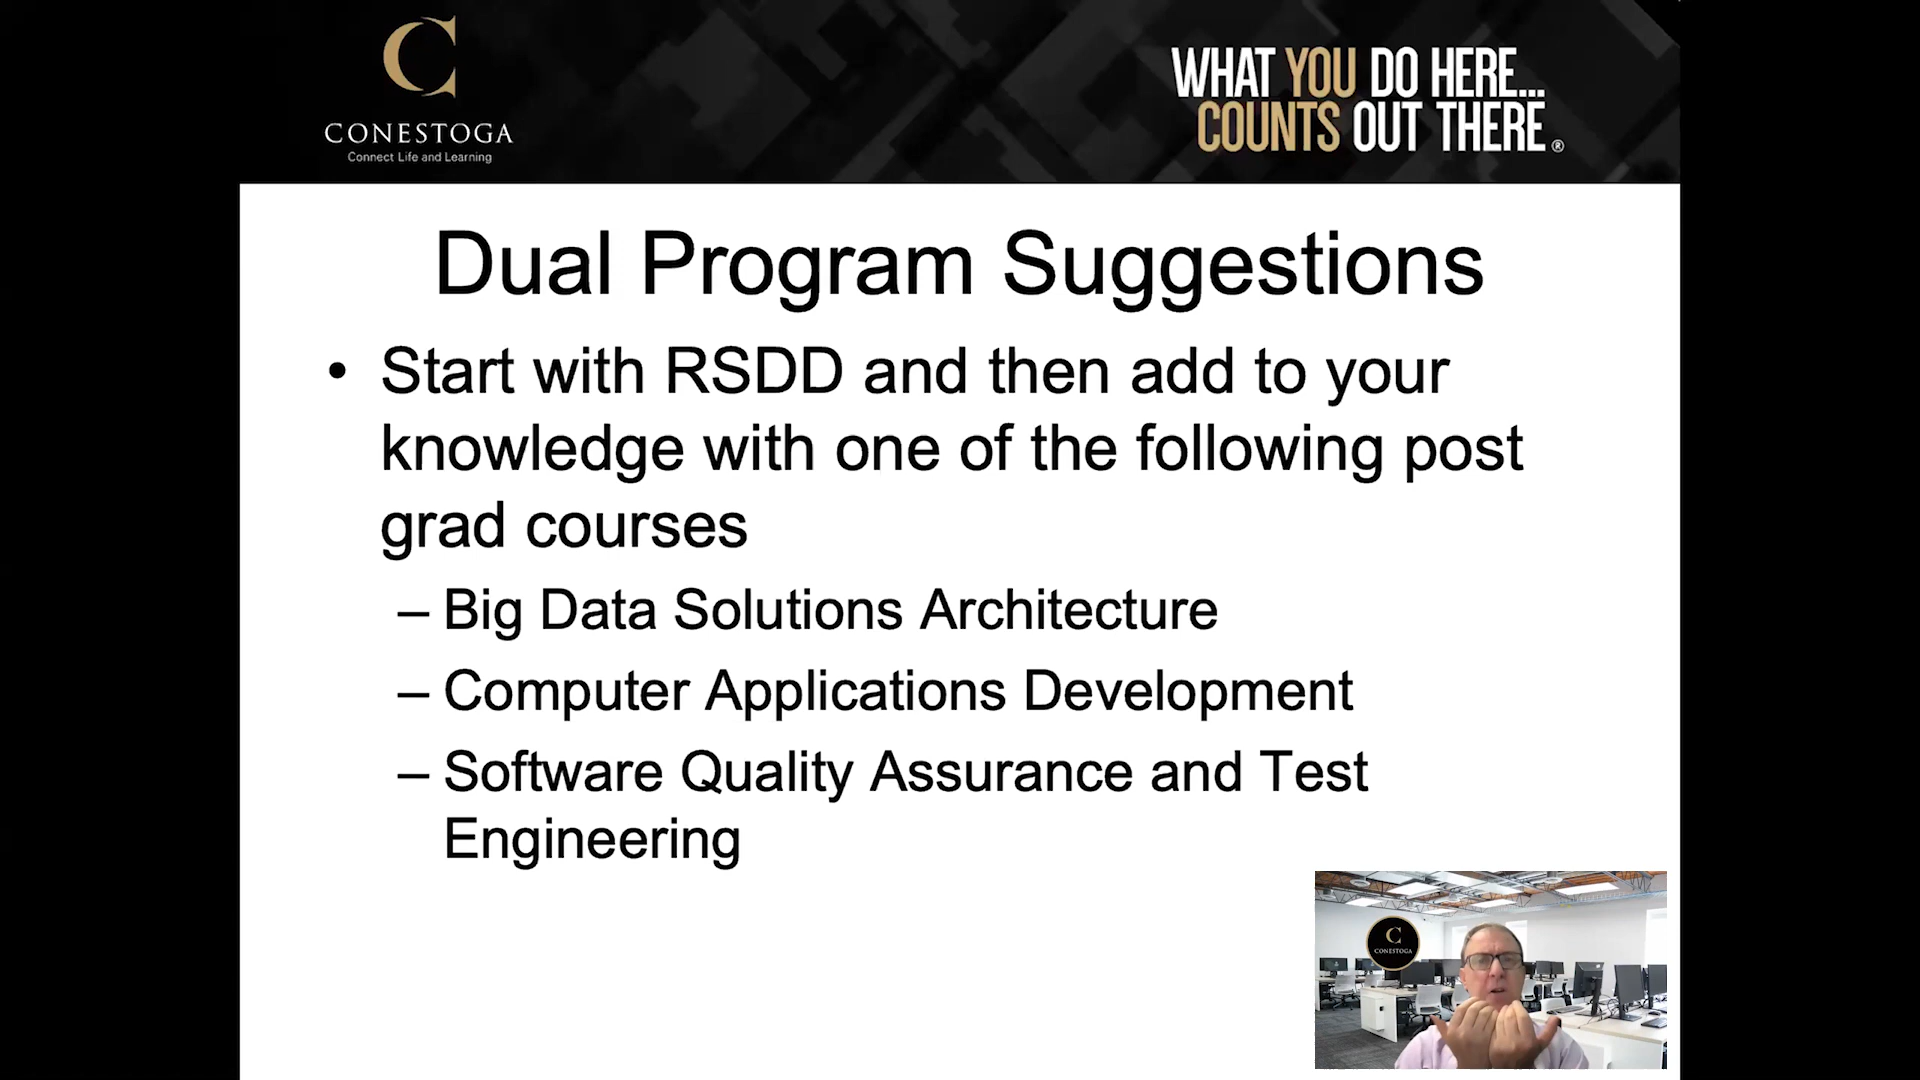 CONESTOGA
Connect Life and Learning
WHAT YOU DO HERE...
COUNTS OUT THERE®
Dual Program Suggestions
• Start with RSDD and then add to your
knowledge with one of the following post
grad courses
– Big Data Solutions Architecture
– Computer Applications Development
– Software Quality Assurance and Test
Engineering
C
CONESTOGA